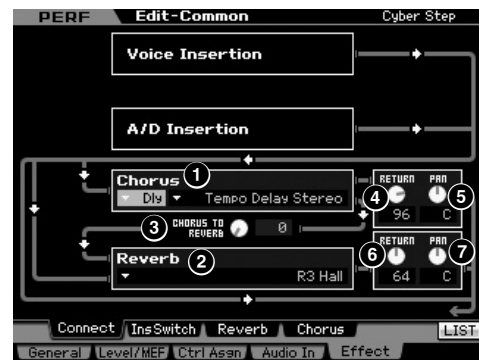 PERF Edit-Common Cyber Step
Voice Insertion
A/D Insertion
Chorus 1
Dly Tempo Delay Stereo
RETURN PAN
4 5
96 C
3 CHORUS TO REVERB 0
Reverb 2
R3 Hall
RETURN PAN
6 7
64 C
Connect InsSwitch Reverb Chorus LIST
General Level/MEF Ctrl Asgn Audio In Effect